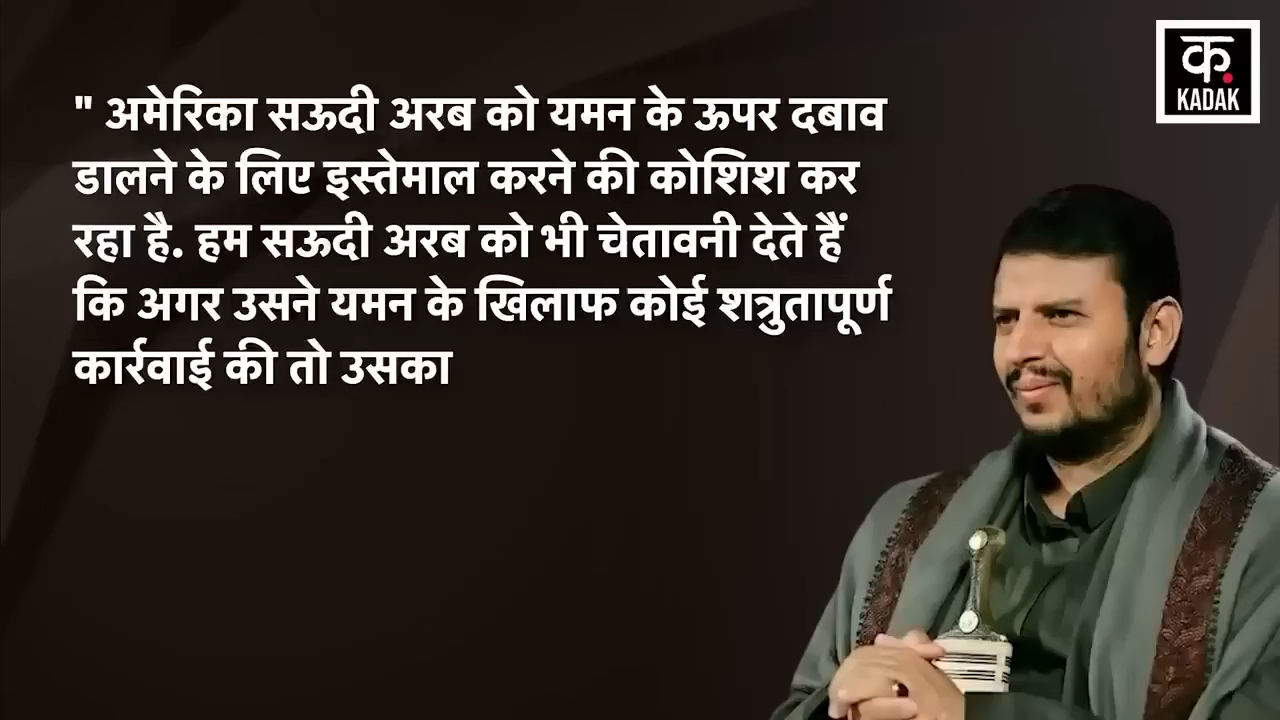 " अमेरिका सऊदी अरब को यमन के ऊपर दबाव
डालने के लिए इस्तेमाल करने की कोशिश कर
रहा है. हम सऊदी अरब को भी चेतावनी देते हैं
कि अगर उसने यमन के खिलाफ कोई शत्रुतापूर्ण
कार्रवाई की तो उसका
क.
KADAK